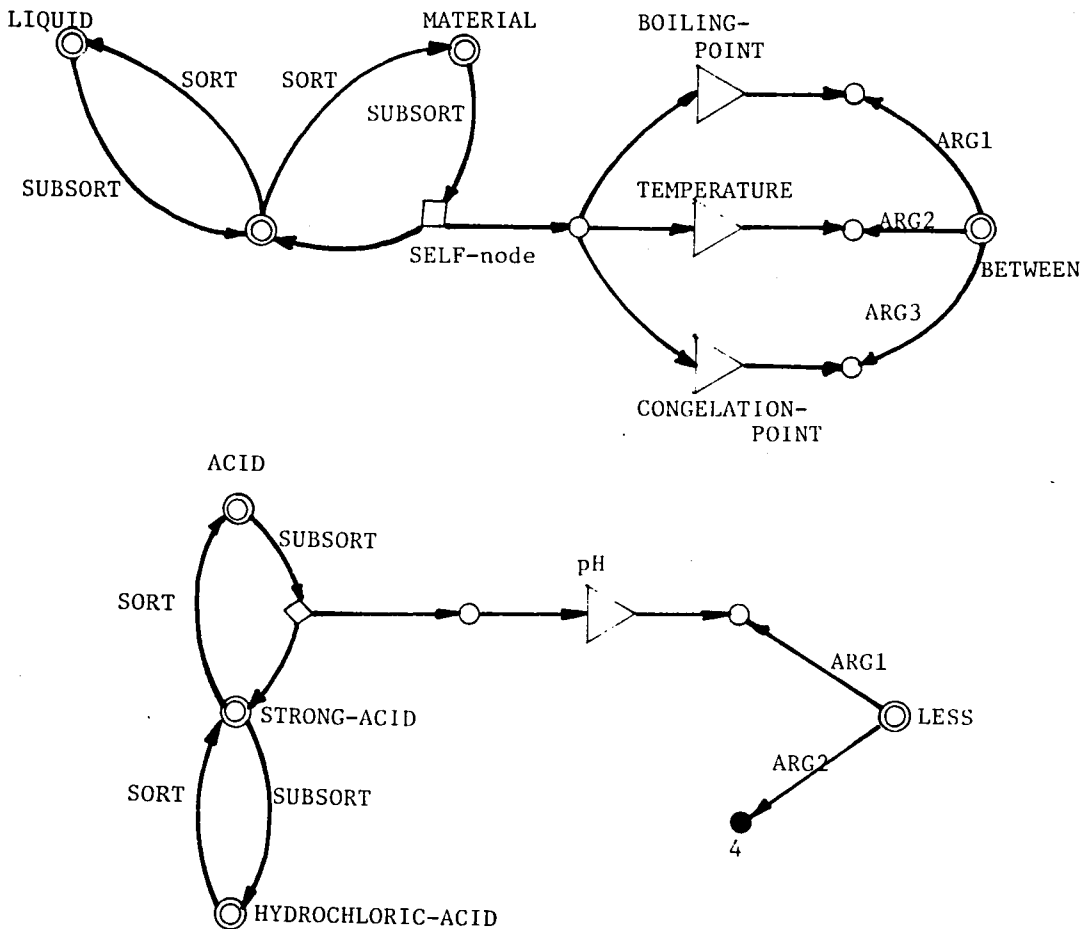 LIQUID
MATERIAL
BOILING-
POINT
SORT
SORT
SUBSORT
ARG1
SUBSORT
TEMPERATURE
ARG2
SELF-node
BETWEEN
ARG3
CONGELATION-
POINT
ACID
SUBSORT
pH
SORT
ARG1
STRONG-ACID
LESS
ARG2
SORT
SUBSORT
4
HYDROCHLORIC-ACID